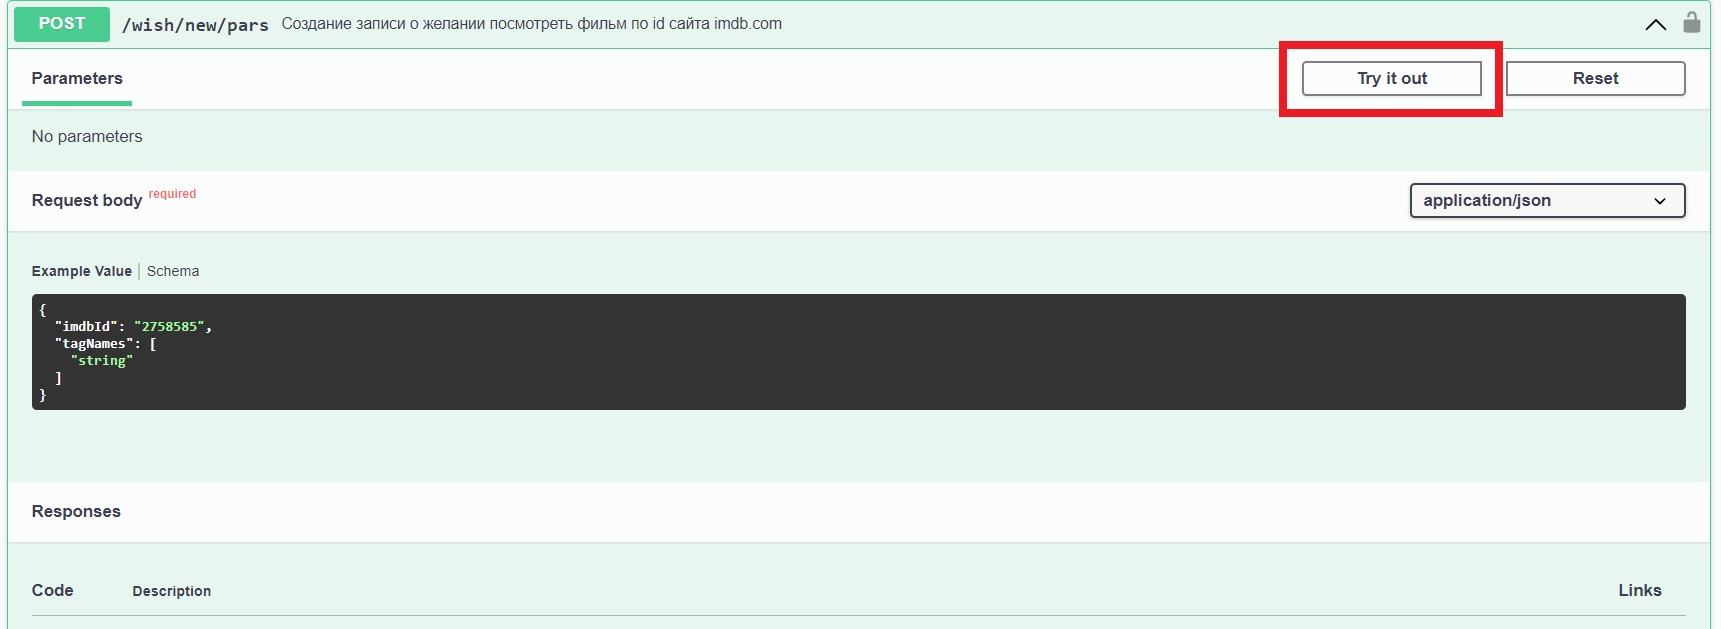 POST /wish/new/pars Создание записи о желании посмотреть фильм по id сайта imdb.com
Parameters Try it out Reset
No parameters
Request body required application/json
Example Value Schema
{
"imdbId": "2758585",
"tagNames": [
"string"
]
}
Responses
Code Description Links